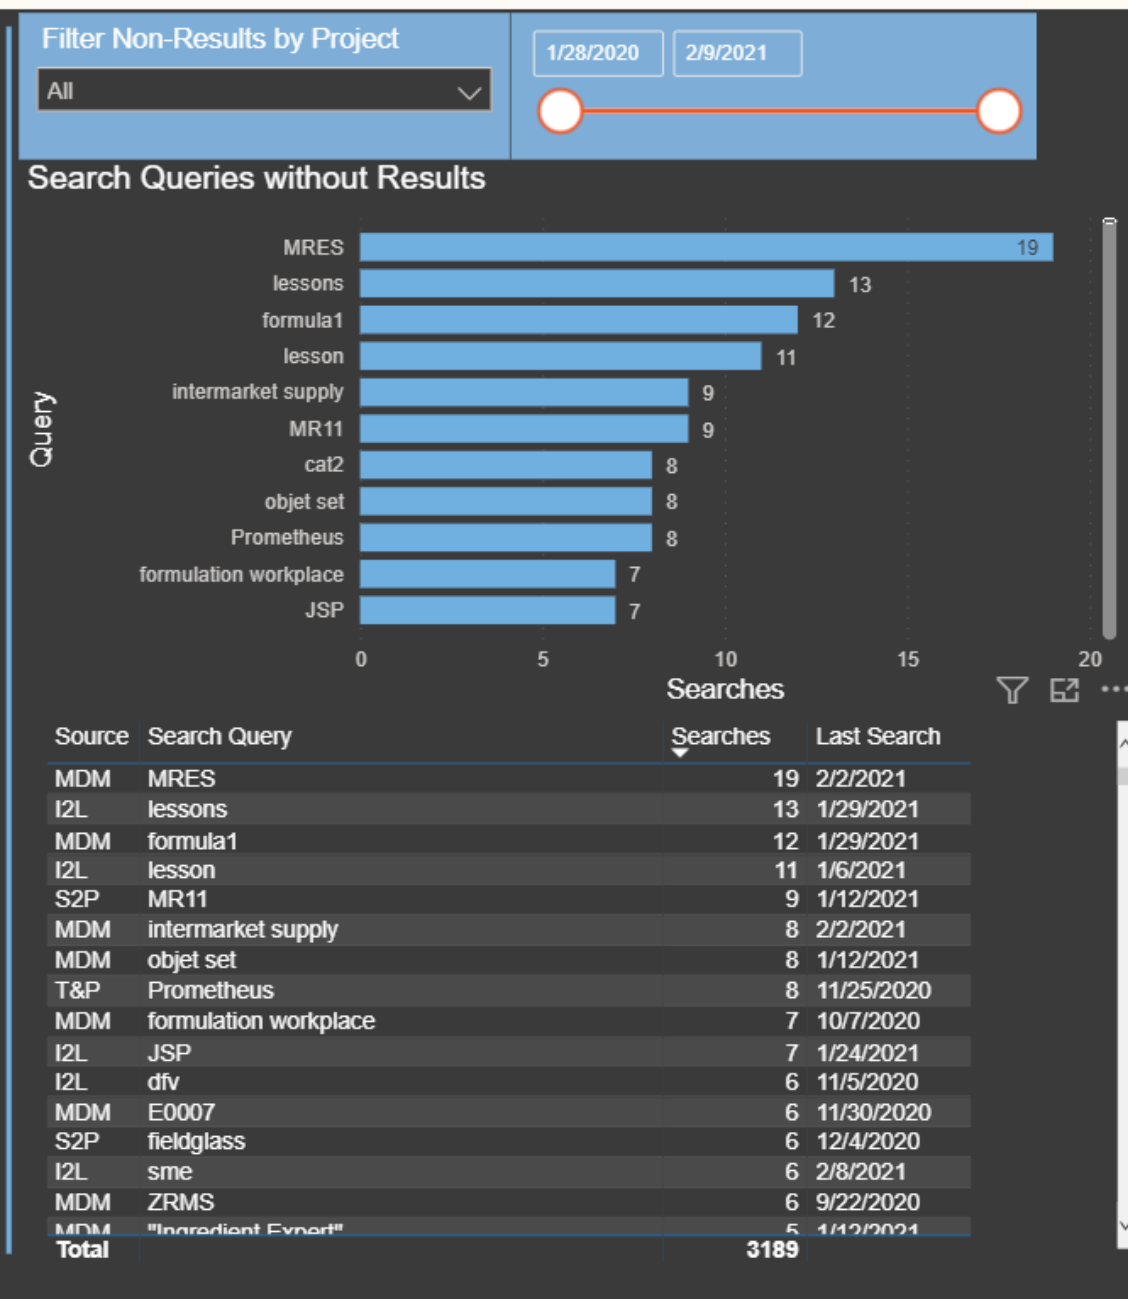 Filter Non-Results by Project
All
1/28/2020 2/9/2021
Search Queries without Results
Query
MRES 19
lessons 13
formula1 12
lesson 11
intermarket supply 9
MR11 9
cat2 8
objet set 8
Prometheus 8
formulation workplace 7
JSP 7
0 5 10 15 20
Searches
Source Search Query Searches Last Search
MDM MRES 19 2/2/2021
I2L lessons 13 1/29/2021
MDM formula1 12 1/29/2021
I2L lesson 11 1/6/2021
S2P MR11 9 1/12/2021
MDM intermarket supply 8 2/2/2021
MDM objet set 8 1/12/2021
T&P Prometheus 8 11/25/2020
MDM formulation workplace 7 10/7/2020
I2L JSP 7 1/24/2021
I2L dfv 6 11/5/2020
MDM E0007 6 11/30/2020
S2P fieldglass 6 12/4/2020
I2L sme 6 2/8/2021
MDM ZRMS 6 9/22/2020
MDM "Ingredient Expert" 5 1/12/2021
Total 3189